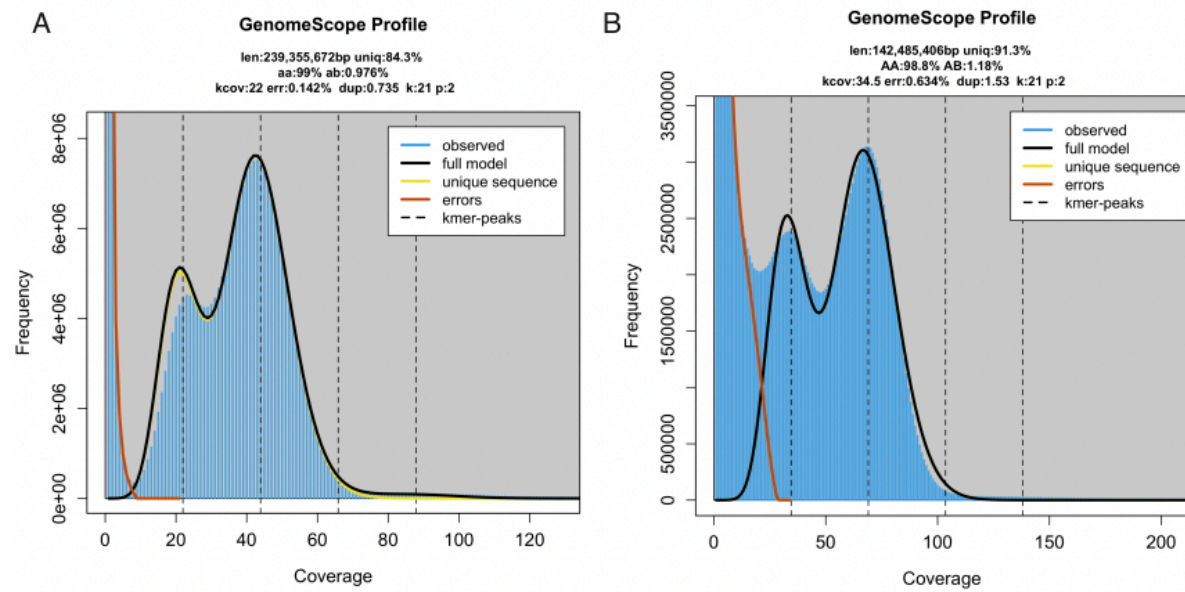 A
GenomeScope Profile
len:239,355,672bp uniq:84.3%
aa:99% ab:0.976%
kcov:22 err:0.142% dup:0.735 k:21 p:2
Frequency
0e+00
2e+06
4e+06
6e+06
8e+06
observed
full model
unique sequence
errors
kmer-peaks
0
20
40
60
80
100
120
Coverage
B
GenomeScope Profile
len:142,485,406bp uniq:91.3%
AA:98.8% AB:1.18%
kcov:34.5 err:0.634% dup:1.53 k:21 p:2
Frequency
0
500000
1500000
2500000
3500000
observed
full model
unique sequence
errors
kmer-peaks
0
50
100
150
200
Coverage